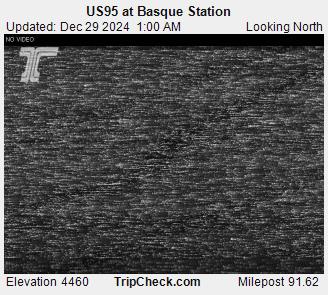 US95 at Basque Station
Updated: Dec 29 2024 1:00 AM Looking North
NO VIDEO
Elevation 4460 TripCheck.com Milepost 91.62